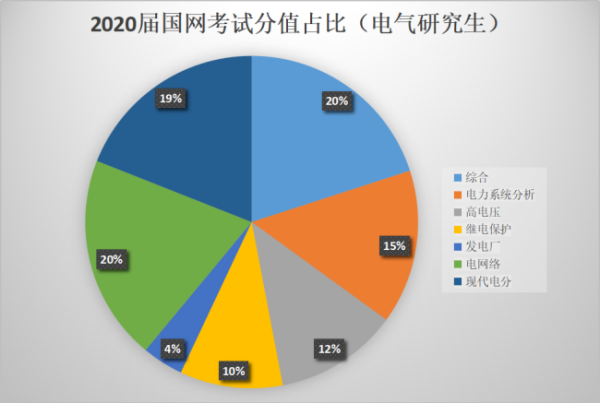 2020届国网考试分值占比（电气研究生）
19%
20%
20%
15%
4%
10%
12%
综合
电力系统分析
高电压
继电保护
发电厂
电网络
现代电分